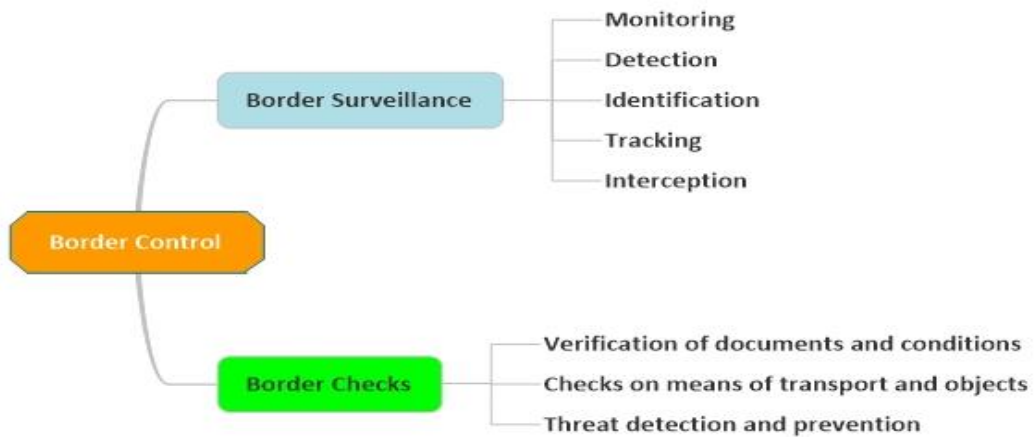 Border Control
Border Surveillance
Monitoring
Detection
Identification
Tracking
Interception
Border Checks
Verification of documents and conditions
Checks on means of transport and objects
Threat detection and prevention